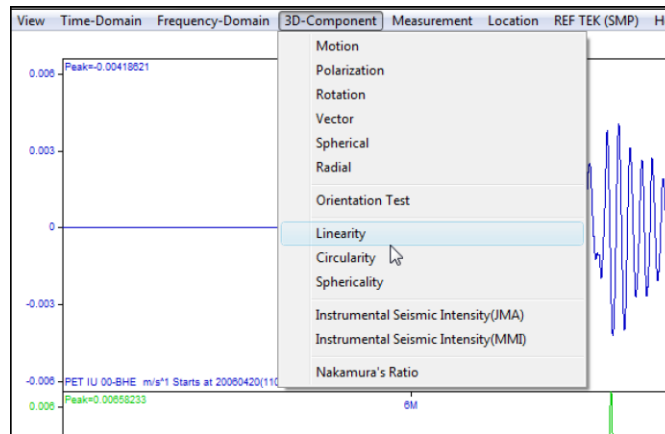 View Time-Domain Frequency-Domain 3D-Component Measurement Location REF TEK (SMP) H
Motion
Polarization
Rotation
Vector
Spherical
Radial
Orientation Test
Linearity
Circularity
Sphericality
Instrumental Seismic Intensity(JMA)
Instrumental Seismic Intensity(MMI)
Nakamura's Ratio
0.006
Peak=-0.00418621
0.003
0
-0.003
-0.006
PET IU 00-BHE m/s^1 Starts at 20060420(110
0.006
Peak=0.00658233
6M